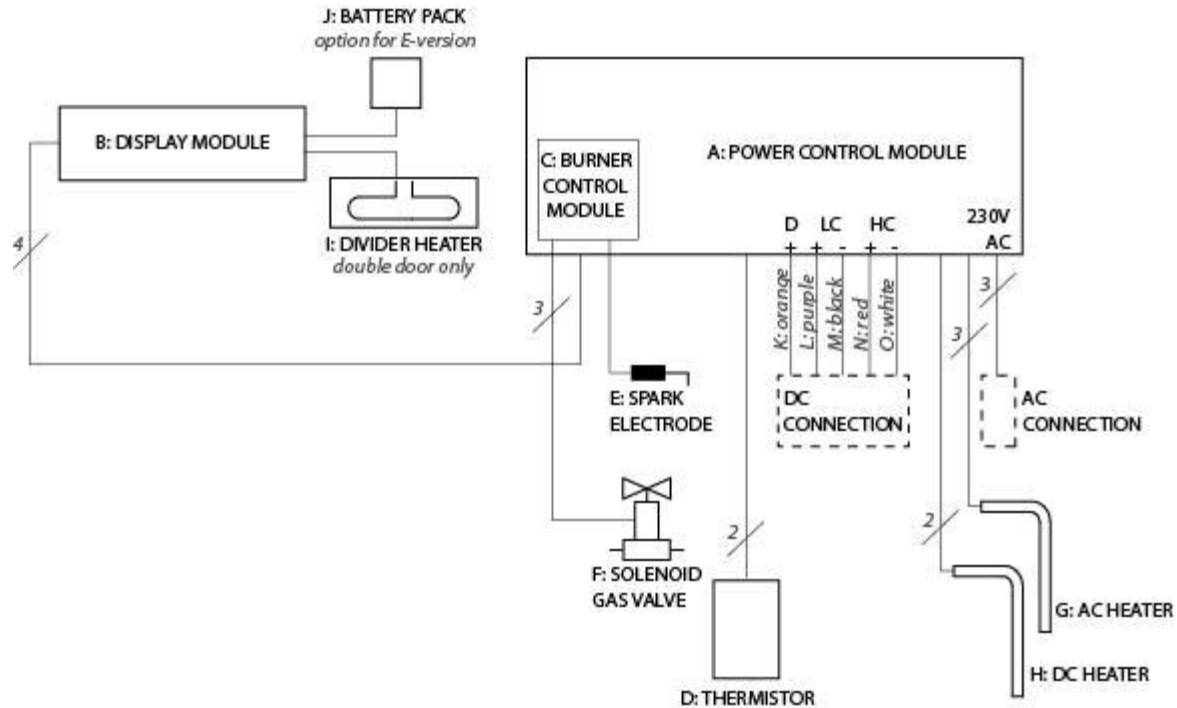 J: BATTERY PACK
option for E-version
B: DISPLAY MODULE
C: BURNER
CONTROL
MODULE
A: POWER CONTROL MODULE
I: DIVIDER HEATER
double door only
D LC HC
+ + - + -
230V
AC
4
3
3
3
K: orange
L: purple
M: black
N: red
O: white
E: SPARK
ELECTRODE
DC
CONNECTION
AC
CONNECTION
2
2
F: SOLENOID
GAS VALVE
D: THERMISTOR
G: AC HEATER
H: DC HEATER